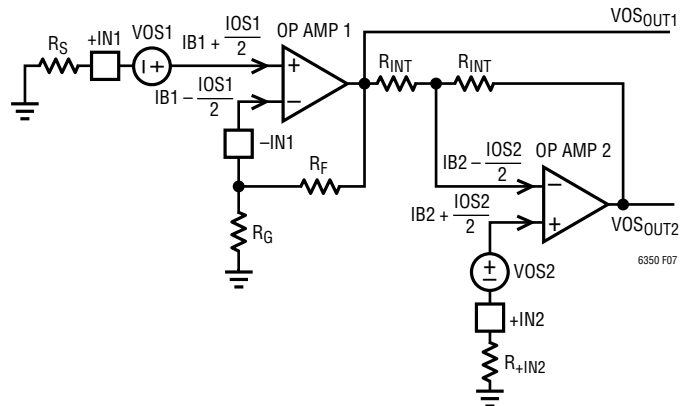 VOSOUT1
OP AMP 1
IOS1
IB1 + 2
VOS1
+IN1
RS
+
RINT
RINT
IOS1
IB1 − 2
−
−IN1
RF
OP AMP 2
IOS2
IB2 − 2
−
IOS2
IB2 + 2
+
VOSOUT2
RG
+
−
VOS2
6350 F07
+IN2
R+IN2